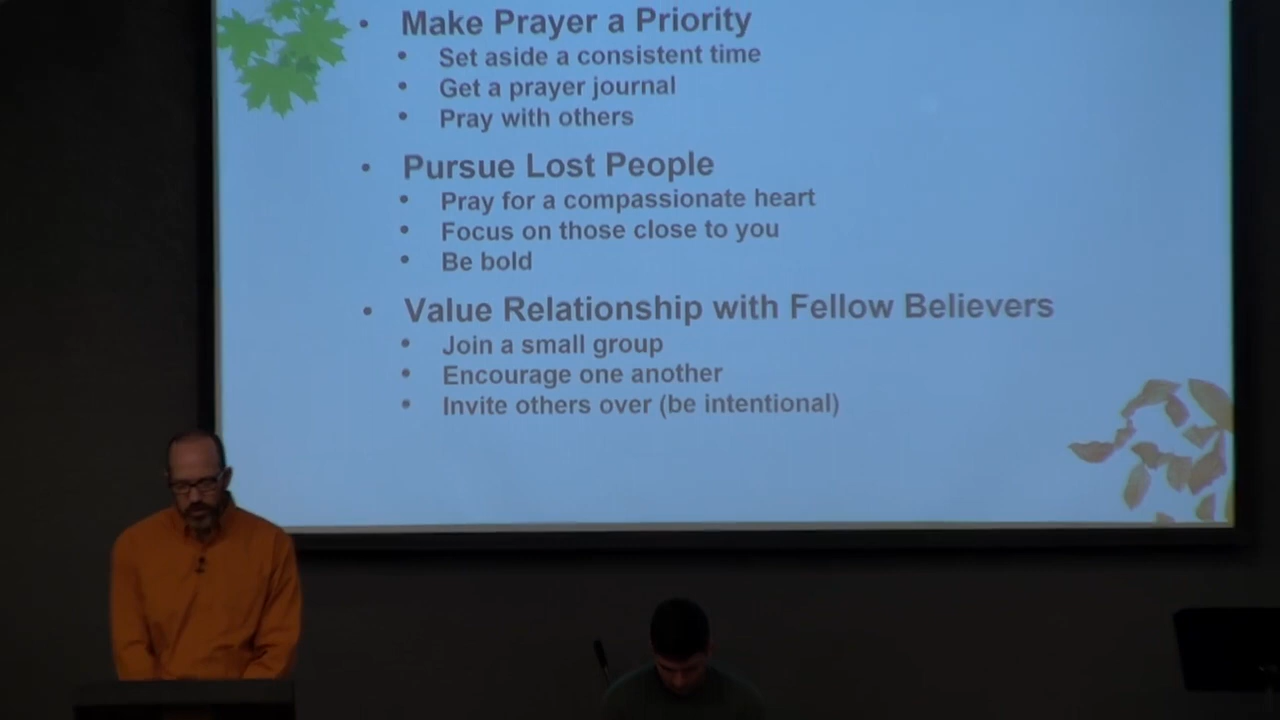 • Make Prayer a Priority
• Set aside a consistent time
• Get a prayer journal
• Pray with others
• Pursue Lost People
• Pray for a compassionate heart
• Focus on those close to you
• Be bold
• Value Relationship with Fellow Believers
• Join a small group
• Encourage one another
• Invite others over (be intentional)